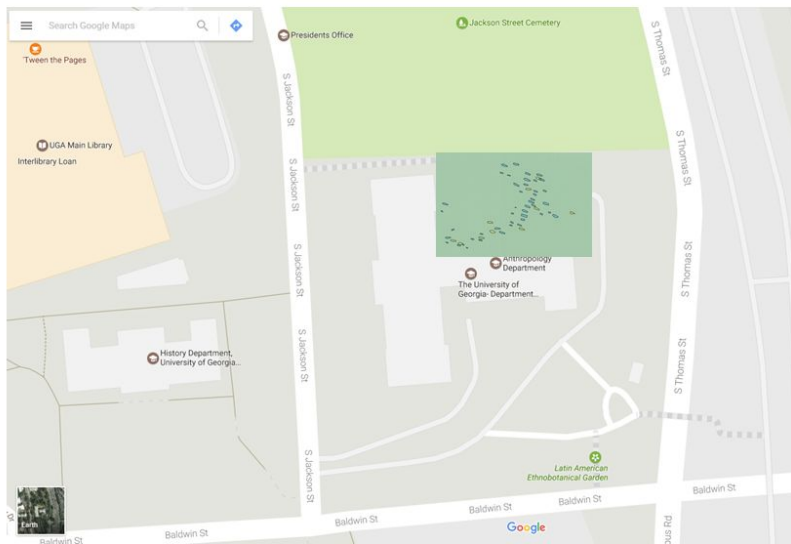 Search Google Maps
Presidents Office
Jackson Street Cemetery
'Tween the Pages
S Thomas St
S Jackson St
UGA Main Library
Interlibrary Loan
S Thomas St
S Jackson St
S Thomas St
S Jackson St
Anthropology
Department
The University of
Georgia- Department...
S Thomas St
History Department,
University of Georgia...
S Jackson St
S Jackson St
Latin American
Ethnobotanical Garden
Baldwin St
Baldwin St
Baldwin St
Baldwin St
Earth
Google
Baldwin St